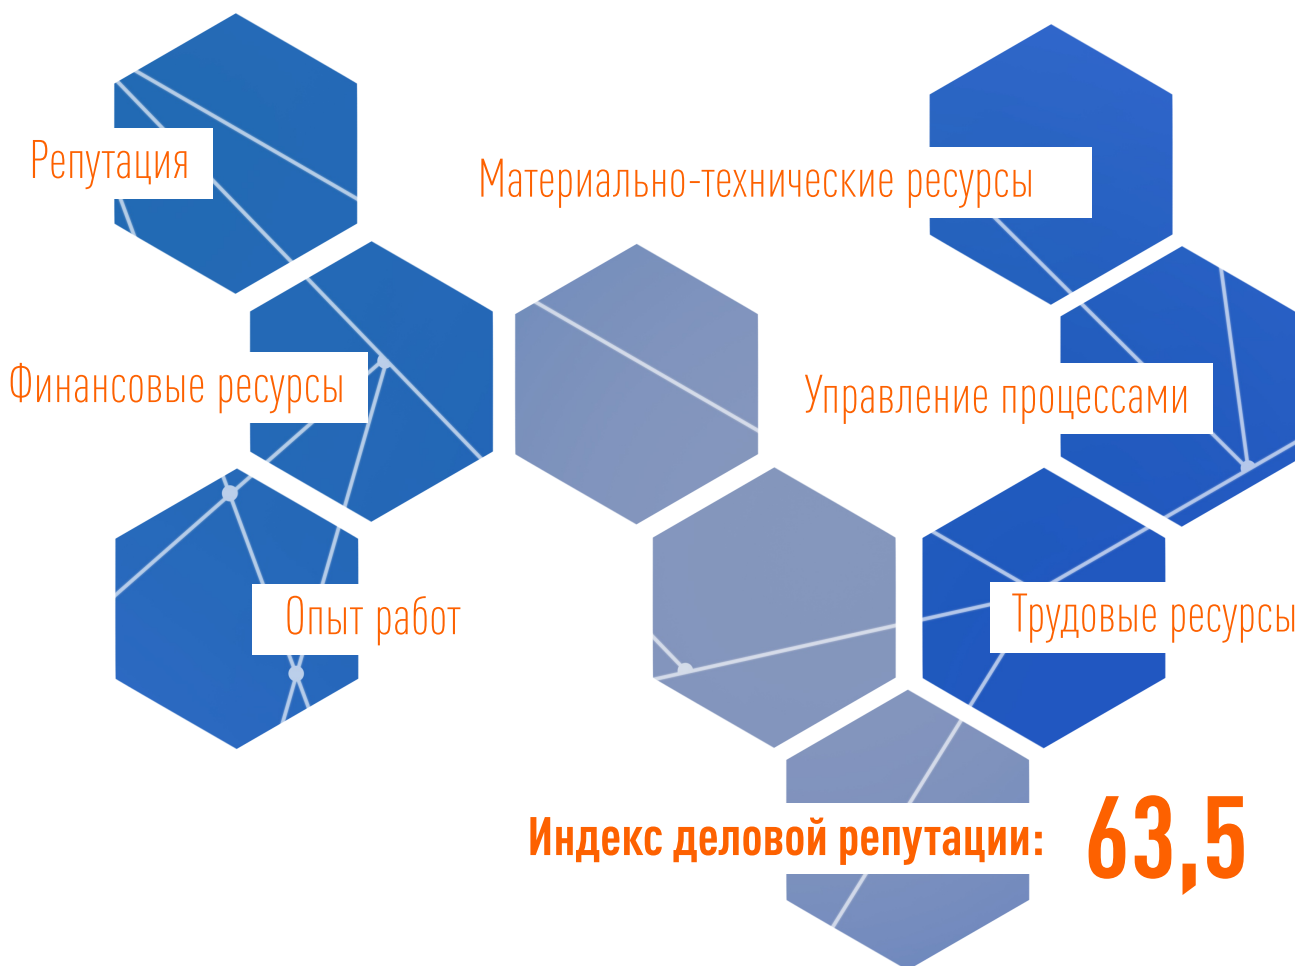 Репутация
Материально-технические ресурсы
Финансовые ресурсы
Управление процессами
Опыт работ
Трудовые ресурсы
Индекс деловой репутации: 63,5